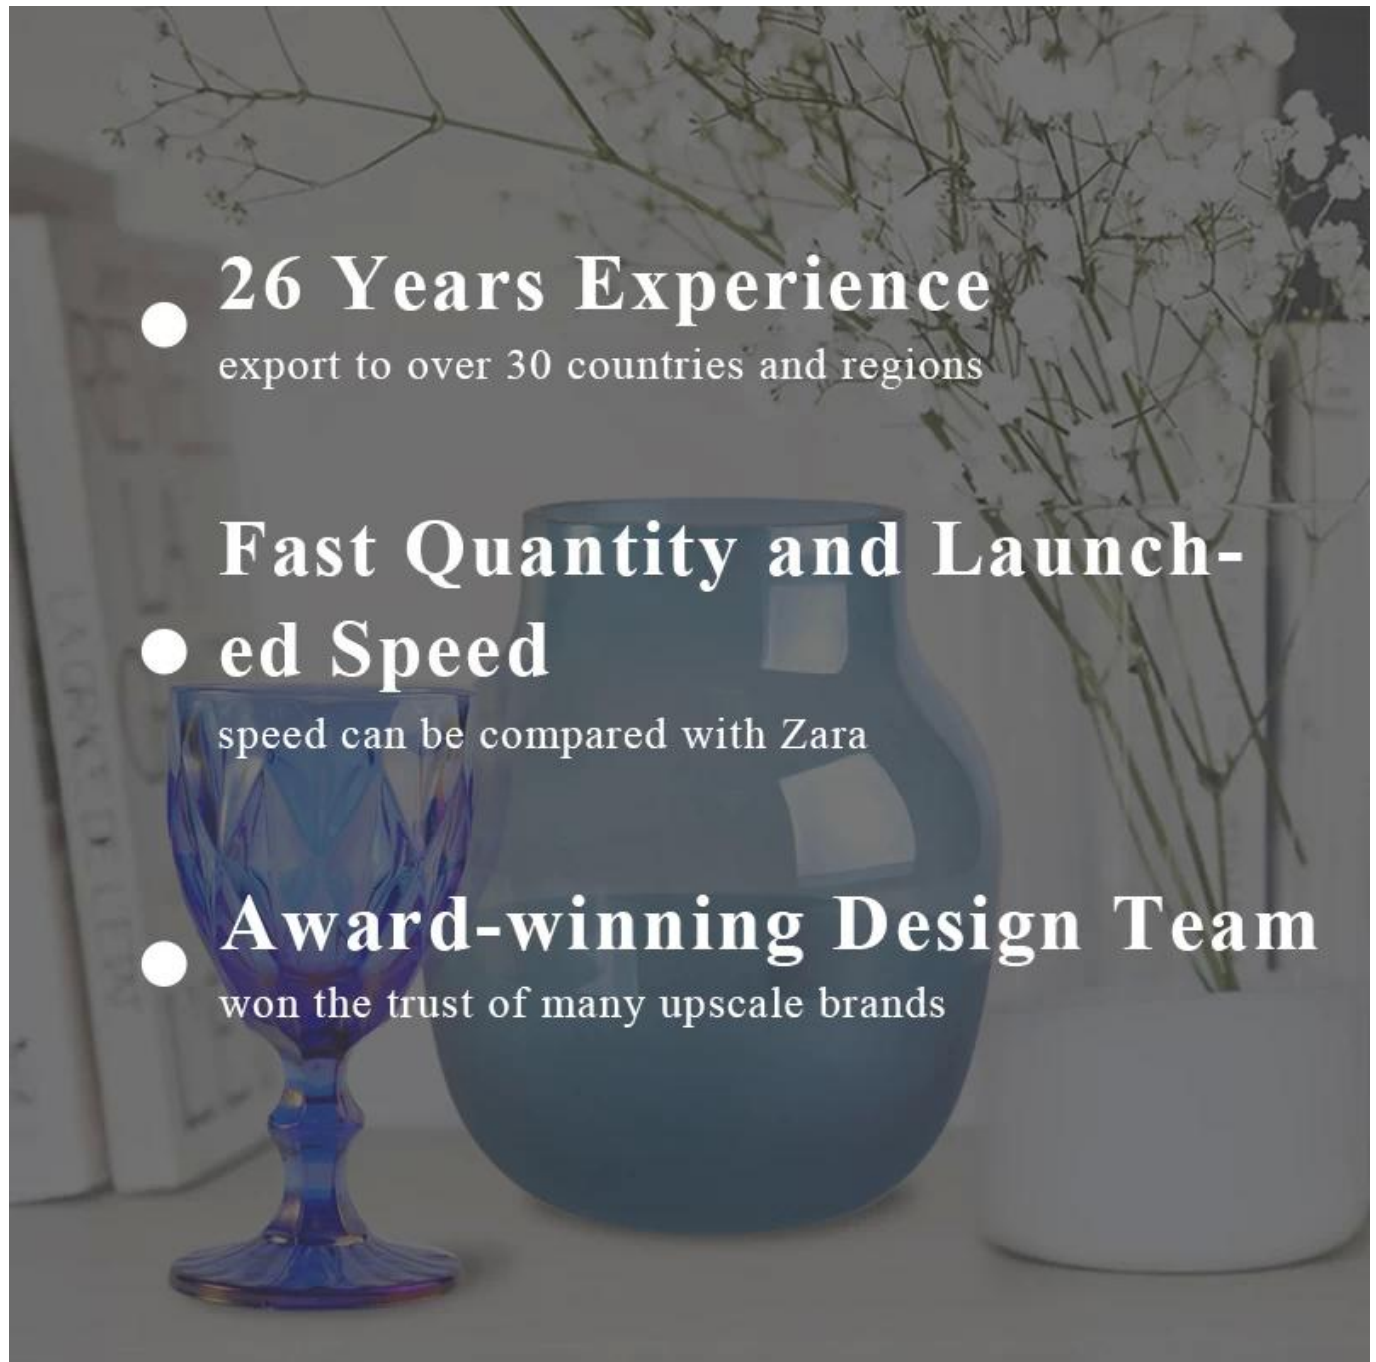 26 Years Experience
export to over 30 countries and regions
Fast Quantity and Launch-
ed Speed
speed can be compared with Zara
Award-winning Design Team
won the trust of many upscale brands